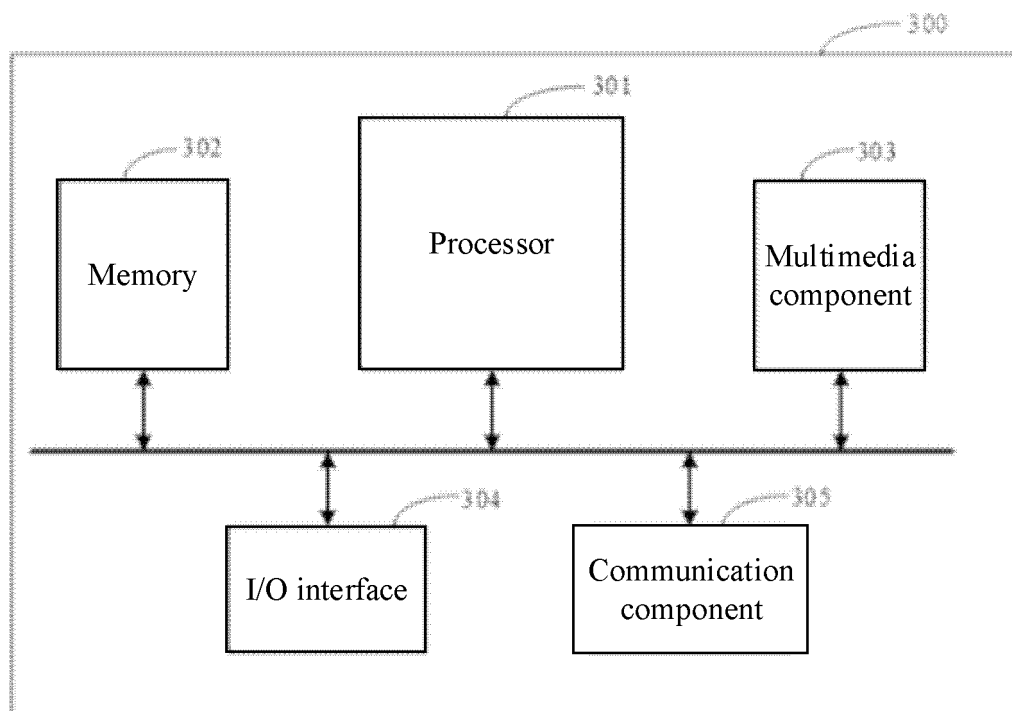 300
301
302
303
Memory
Processor
Multimedia
component
304
305
I/O interface
Communication
component